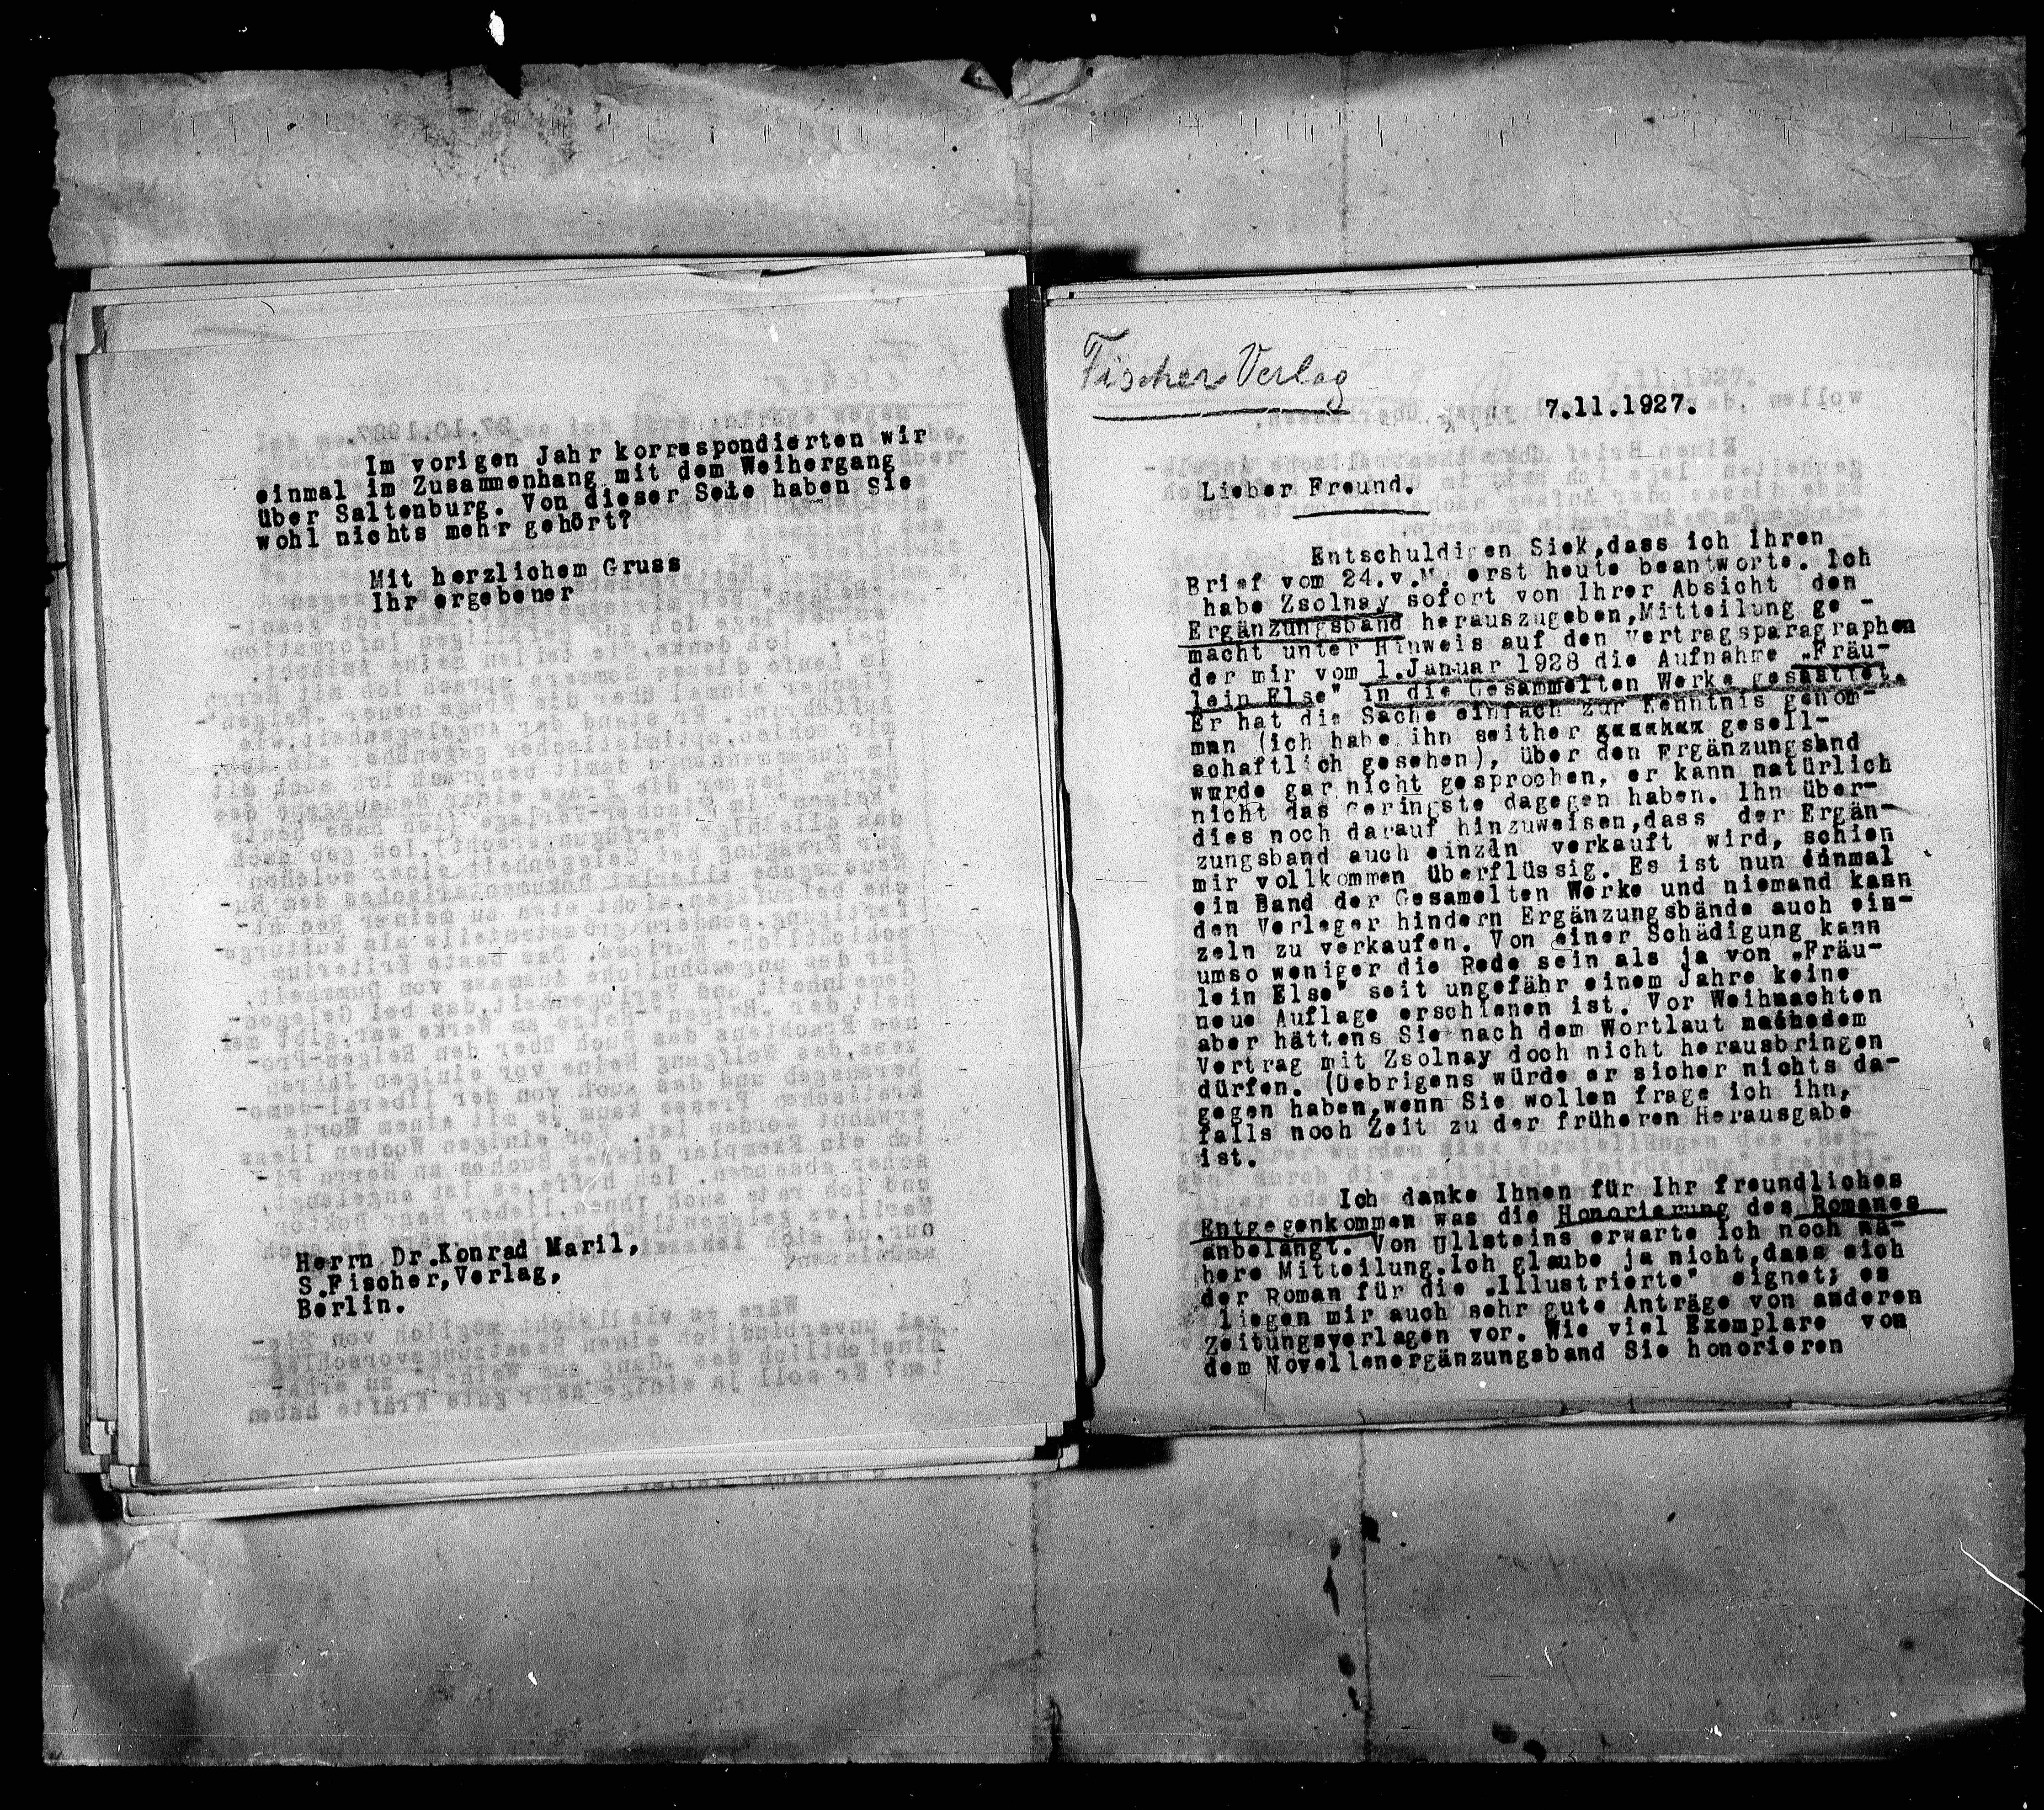 Im vorigen Jahr korrespondierten wir
einmal im Zusammenhang mit dem Weihergang
über Saltenburg. Von dieser Seite haben Sie
wohl nichts mehr gehört?
Mit herzlichem Gruss
Ihr ergebener
Herrn Dr.Konrad Maril,
S.Fischer,Verlag,
Berlin.
Fischer Verlag
7.11.1927.
Lieber Freund.
Entschuldigen Sie,dass ich Ihren
Brief vom 24.v.M. erst heute beantworte. Ich
habe Zsolnay sofort von Ihrer Absicht den
Ergänzungsband herauszugeben,Mitteilung ge -
macht unter Hinweis auf den Vertragsparagraphen
der mir vom 1.Januar 1928 die Aufnahme „Fräu-
lein Else" in die Gesammelten Werke gestattet.
Er hat die Sache einfach zur Kenntnis genom-
men (ich habe ihn seither gesell-
schaftlich gesehen), über den Ergänzungsband
wurde gar nicht gesprochen, er kann natürlich
nicht das Geringste dagegen haben. Ihn über-
dies noch darauf hinzuweisen,dass der Ergän-
zungsband auch einzeln verkauft wird, schien
mir vollkommen überflüssig. Es ist nun einmal
ein Band der Gesamelten Werke und niemand kann
den Verleger hindern Ergänzungsbände auch ein-
zeln zu verkaufen. Von einer Schädigung kann
umso weniger die Rede sein als ja von „Fräu-
lein Else" seit ungefähr einem Jahre keine
neue Auflage erschienen ist. Vor Weihnachten
aber hättens Sie nach dem Wortlaut
Vertrag mit Zsolnay doch nicht herausbringen
dürfen. (Uebrigens würde er sicher nichts da-
gegen haben,wenn Sie wollen frage ich ihn,
falls noch Zeit zu der früheren Herausgabe
ist.
Ich danke Ihnen für Ihr freundliches
Entgegenkommen was die Honorierung des Romanes
anbelangt. Von Ullsteins erwarte ich noch nä-
here Mitteilung.Ich glaube ja nicht,dass sich
der Roman für die „Illustrierte" eignet; es
liegen mir auch sehr gute Anträge von anderen
Zeitungsverlagen vor. Wie viel Exemplare von
dem Novellenergänzungsband Sie honorieren